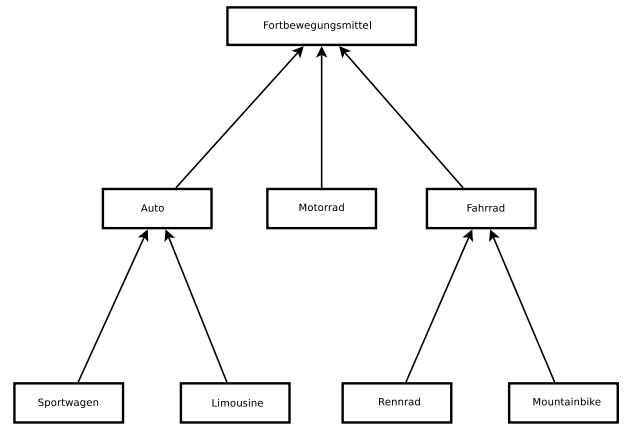 Fortbewegungsmittel
Auto
Motorrad
Fahrrad
Sportwagen
Limousine
Rennrad
Mountainbike